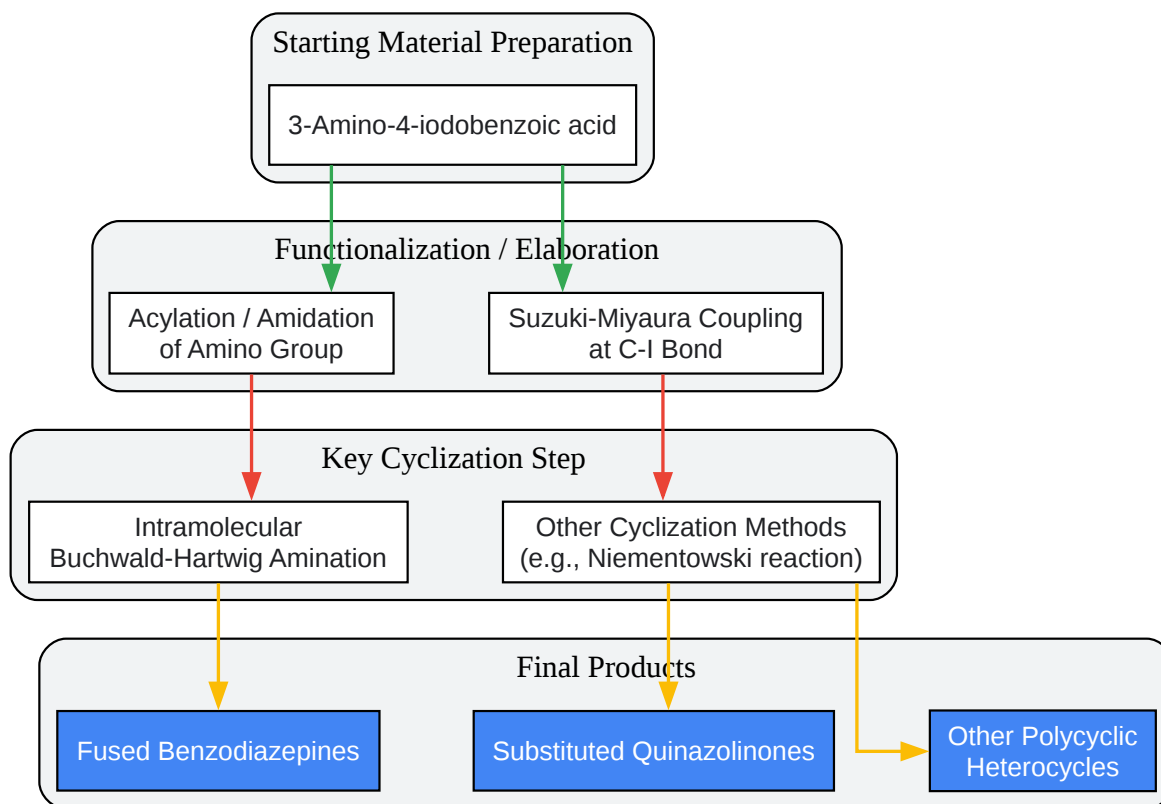 Starting Material Preparation
3-Amino-4-iodobenzoic acid
Functionalization / Elaboration
Acylation / Amidation
of Amino Group
Suzuki-Miyaura Coupling
at C-I Bond
Key Cyclization Step
Intramolecular
Buchwald-Hartwig Amination
Other Cyclization Methods
(e.g., Niementowski reaction)
Final Products
Fused Benzodiazepines
Substituted Quinazolinones
Other Polycyclic
Heterocycles